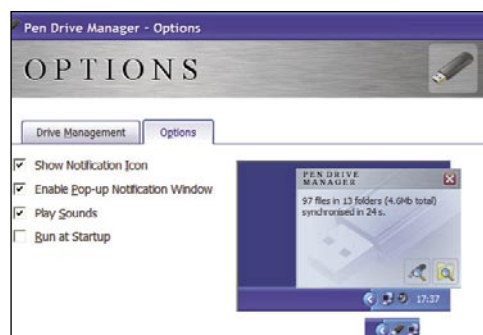 Pen Drive Manager - Options
OPTIONS
Drive Management
Options
Show Notification Icon
Enable Pop-up Notification Window
Play Sounds
Run at Startup
PEN DRIVE
MANAGER
97 files in 13 folders (4.6Mb total)
synchronised in 24 s.
17:37